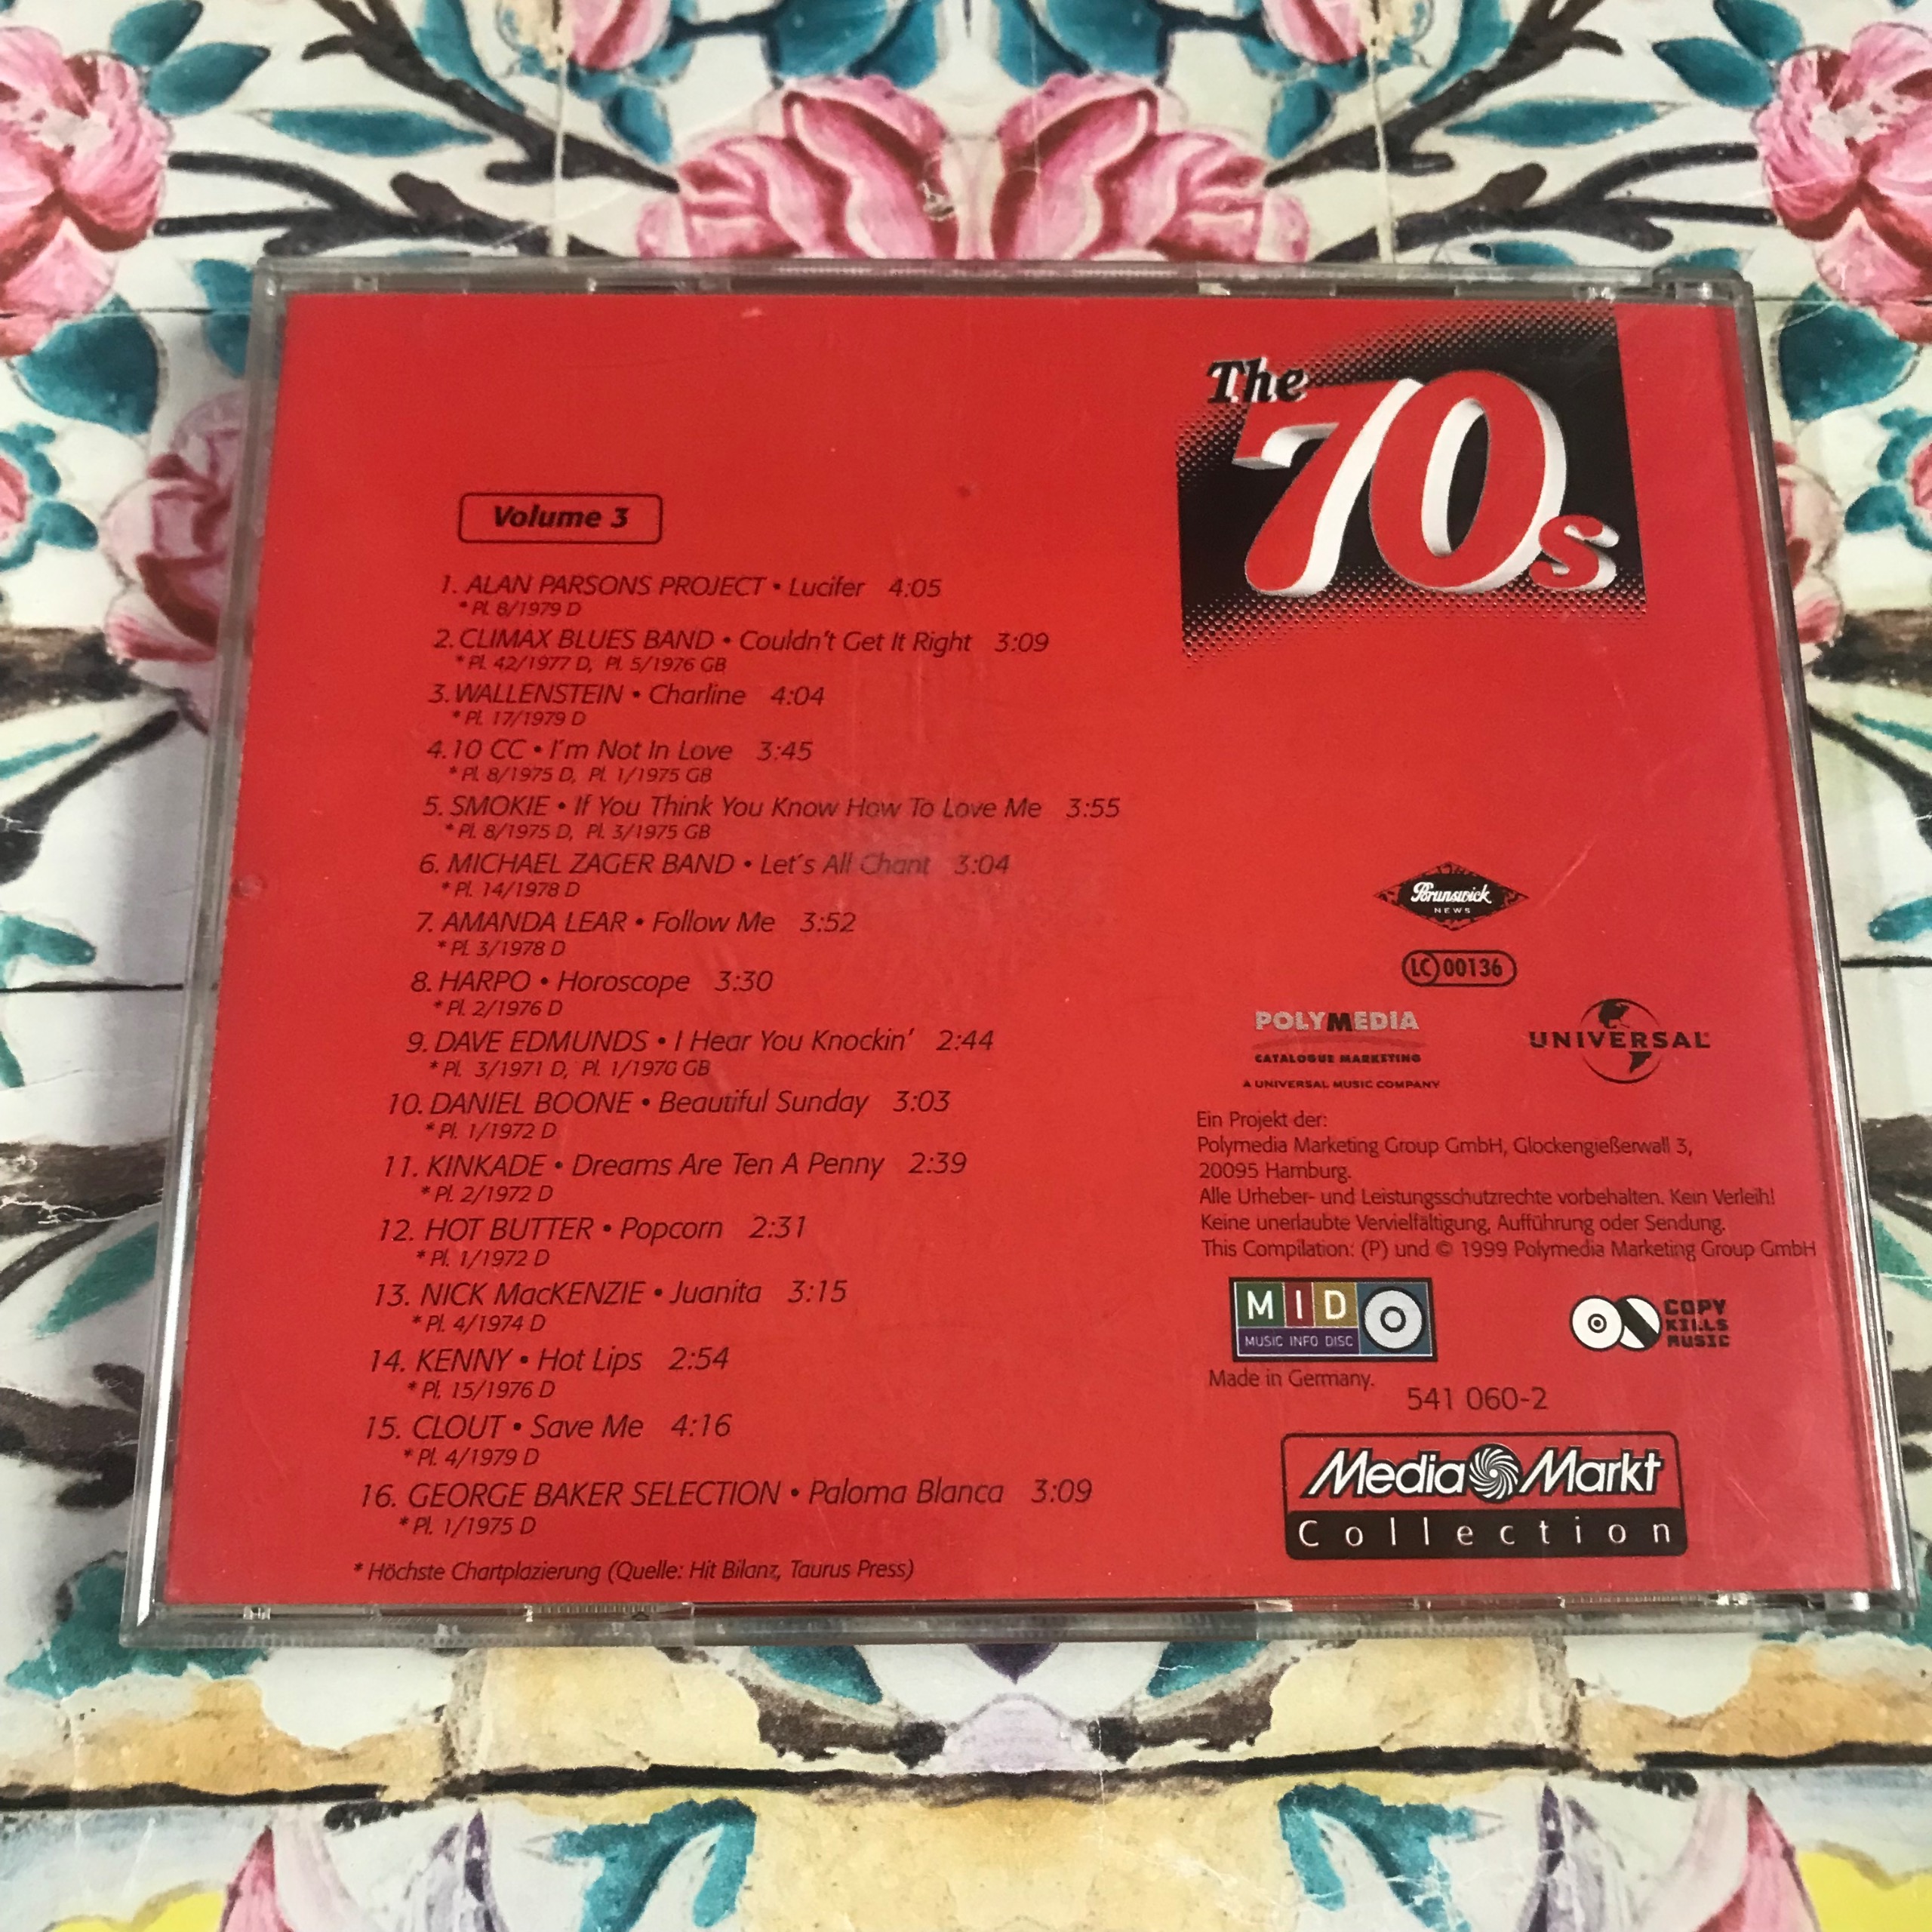 The
70s
Volume 3
1. ALAN PARSONS PROJECT • Lucifer 4:05
* Pl. 8/1979 D
2. CLIMAX BLUES BAND • Couldn't Get It Right 3:09
* Pl. 42/1977 D, Pl. 5/1976 GB
3. WALLENSTEIN • Charline 4:04
* Pl. 17/1979 D
4. 10 CC • I'm Not In Love 3:45
* Pl. 8/1975 D, Pl. 1/1975 GB
5. SMOKIE • If You Think You Know How To Love Me 3:55
* Pl. 8/1975 D, Pl. 3/1975 GB
6. MICHAEL ZAGER BAND • Let's All Chant 3:04
* Pl. 14/1978 D
7. AMANDA LEAR • Follow Me 3:52
* Pl. 3/1978 D
8. HARPO • Horoscope 3:30
* Pl. 2/1976 D
9. DAVE EDMUNDS • I Hear You Knockin' 2:44
* Pl. 3/1971 D, Pl. 1/1970 GB
10. DANIEL BOONE • Beautiful Sunday 3:03
* Pl. 1/1972 D
11. KINKADE • Dreams Are Ten A Penny 2:39
* Pl. 2/1972 D
12. HOT BUTTER • Popcorn 2:31
* Pl. 1/1972 D
13. NICK MacKENZIE • Juanita 3:15
* Pl. 4/1974 D
14. KENNY • Hot Lips 2:54
* Pl. 15/1976 D
15. CLOUT • Save Me 4:16
* Pl. 4/1979 D
16. GEORGE BAKER SELECTION • Paloma Blanca 3:09
* Pl. 1/1975 D
* Höchste Chartplazierung (Quelle: Hit Bilanz, Taurus Press)
Brunswick
NEWS
LC 00136
POLYMEDIA
CATALOGUE MARKETING
A UNIVERSAL MUSIC COMPANY
UNIVERSAL
Ein Projekt der:
Polymedia Marketing Group GmbH, Glockengießerwall 3,
20095 Hamburg.
Alle Urheber- und Leistungsschutzrechte vorbehalten. Kein Verleih!
Keine unerlaubte Vervielfältigung, Aufführung oder Sendung.
This Compilation: (P) und © 1999 Polymedia Marketing Group GmbH
MID
MUSIC INFO DISC
COPY
KILLS
MUSIC
Made in Germany.
541 060-2
Media Markt
Collection